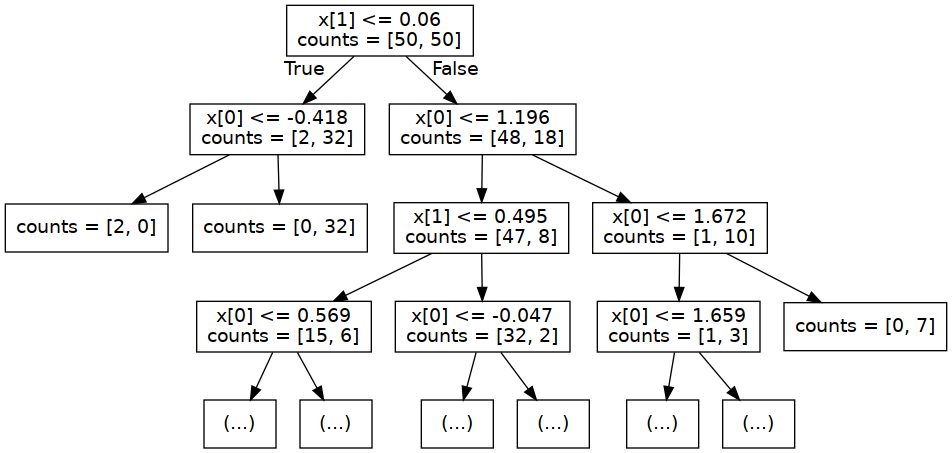 x[1] <= 0.06
counts = [50, 50]
True
False
x[0] <= -0.418
counts = [2, 32]
x[0] <= 1.196
counts = [48, 18]
counts = [2, 0]
counts = [0, 32]
x[1] <= 0.495
counts = [47, 8]
x[0] <= 1.672
counts = [1, 10]
x[0] <= 0.569
counts = [15, 6]
x[0] <= -0.047
counts = [32, 2]
x[0] <= 1.659
counts = [1, 3]
counts = [0, 7]
(...)
(...)
(...)
(...)
(...)
(...)